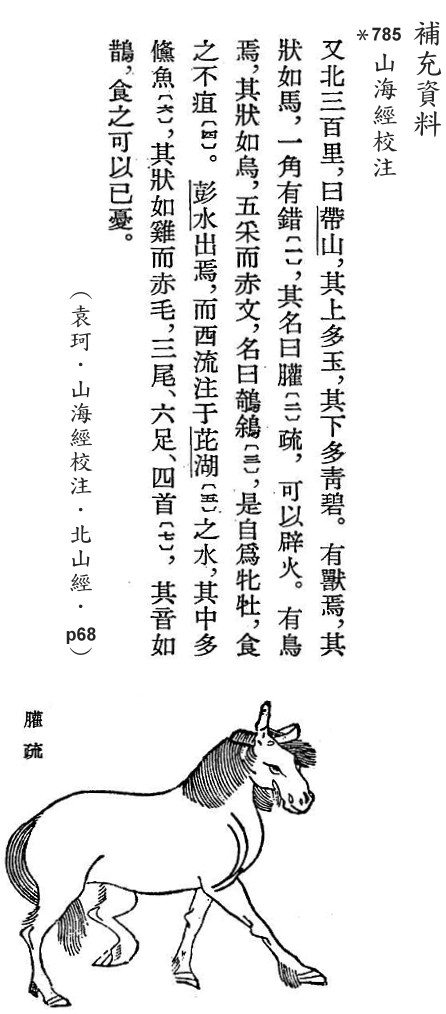 補充資料
*785
山海經校注
又北三百里，曰帶山，其上多玉，其下多青碧。有獸焉，其
狀如馬，一角有錯〔一〕，其名曰䑏〔二〕疏，可以辟火。有鳥
焉，其狀如烏，五采而赤文，名曰鵸䳜〔三〕，是自爲牝牡，食
之不疽〔四〕。彭水出焉，而西流注于芘湖〔五〕之水，其中多
儵魚〔六〕，其狀如雞而赤毛，三尾、六足、四首〔七〕，其音如
鵲，食之可以已憂。
（袁珂．山海經校注．北山經．p68）
䑏疏